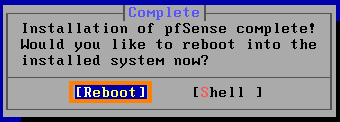 Complete
Installation of pfSense complete!
Would you like to reboot into the
installed system now?
[Reboot] [Shell ]